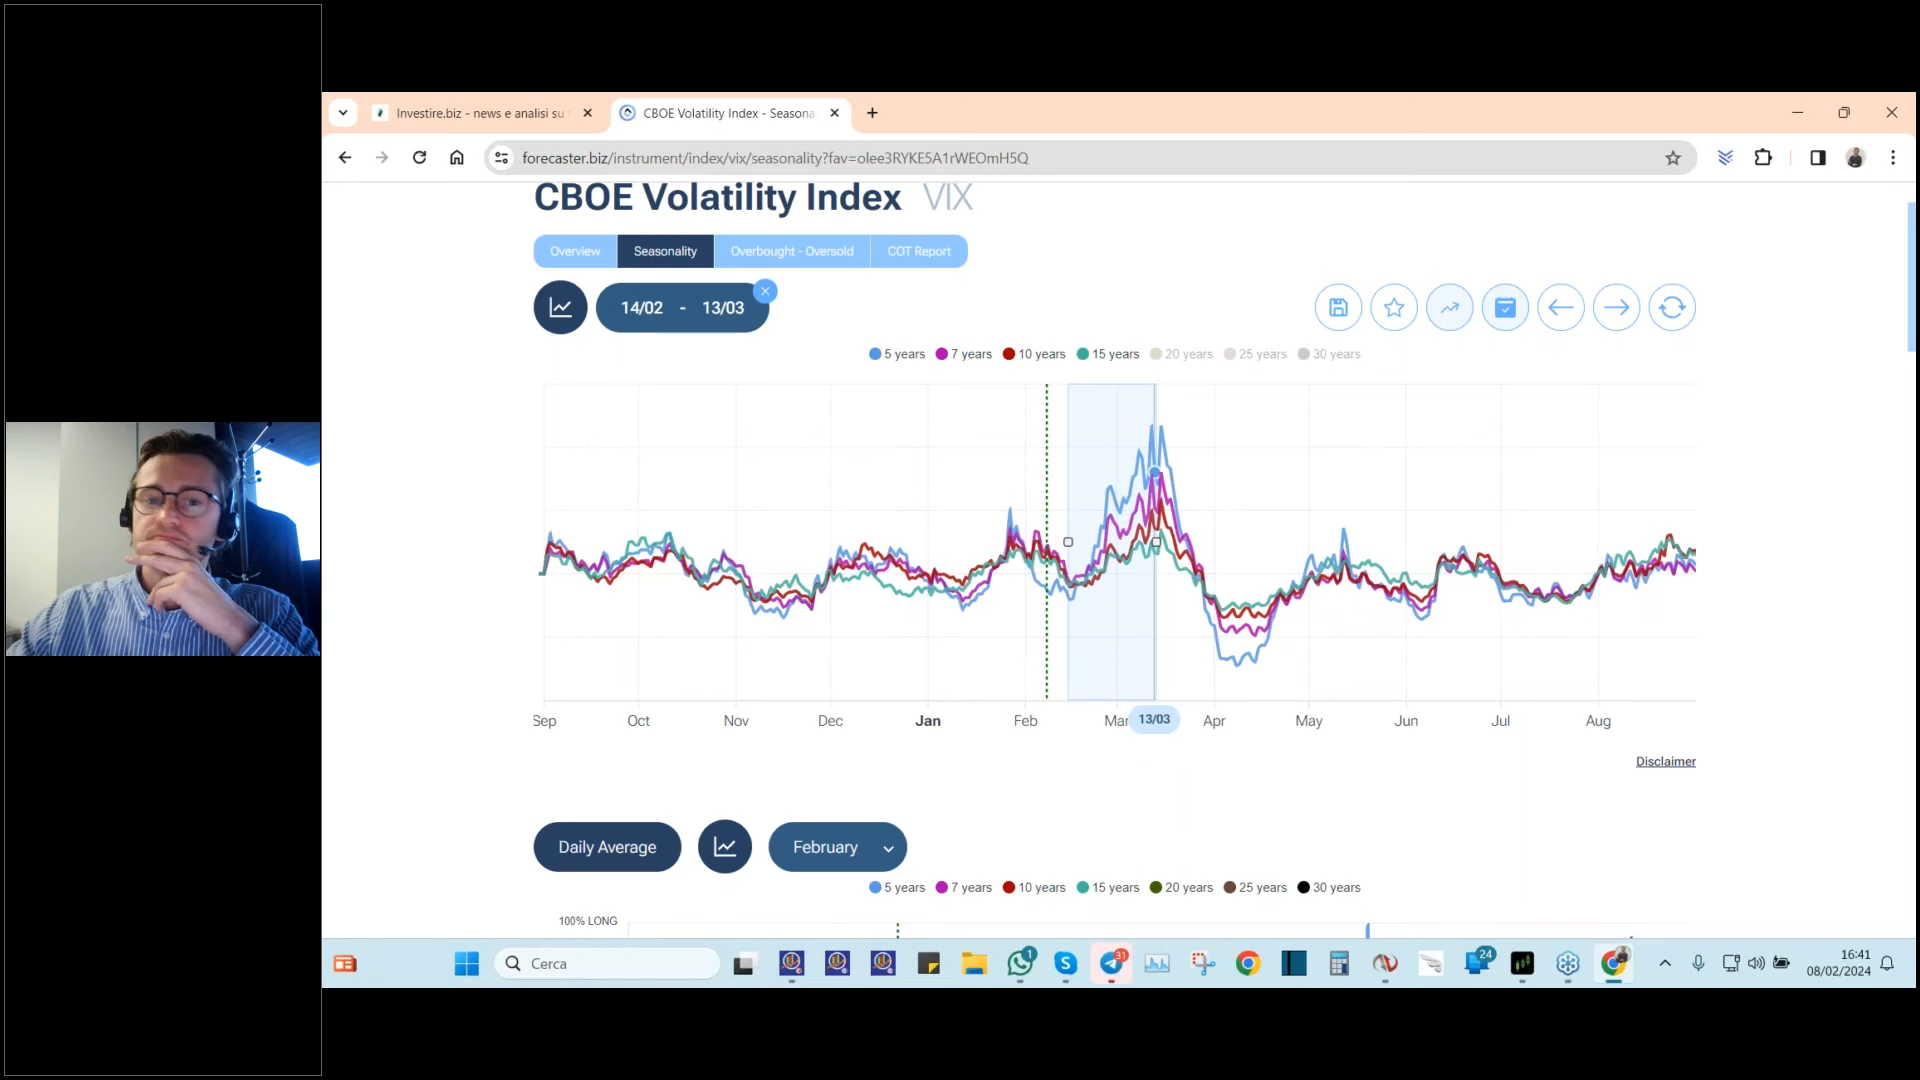 Investire.biz - news e analisi su
CBOE Volatility Index - Seasona
forecaster.biz/instrument/index/vix/seasonality?fav=olee3RYKE5A1rWEOmH5Q
CBOE Volatility Index VIX
Overview Seasonality Overbought - Oversold COT Report
14/02 - 13/03
5 years 7 years 10 years 15 years 20 years 25 years 30 years
Sep Oct Nov Dec Jan Feb Mar 13/03 Apr May Jun Jul Aug
Disclaimer
Daily Average February
5 years 7 years 10 years 15 years 20 years 25 years 30 years
100% LONG
Cerca
1
31
24
16:41
08/02/2024